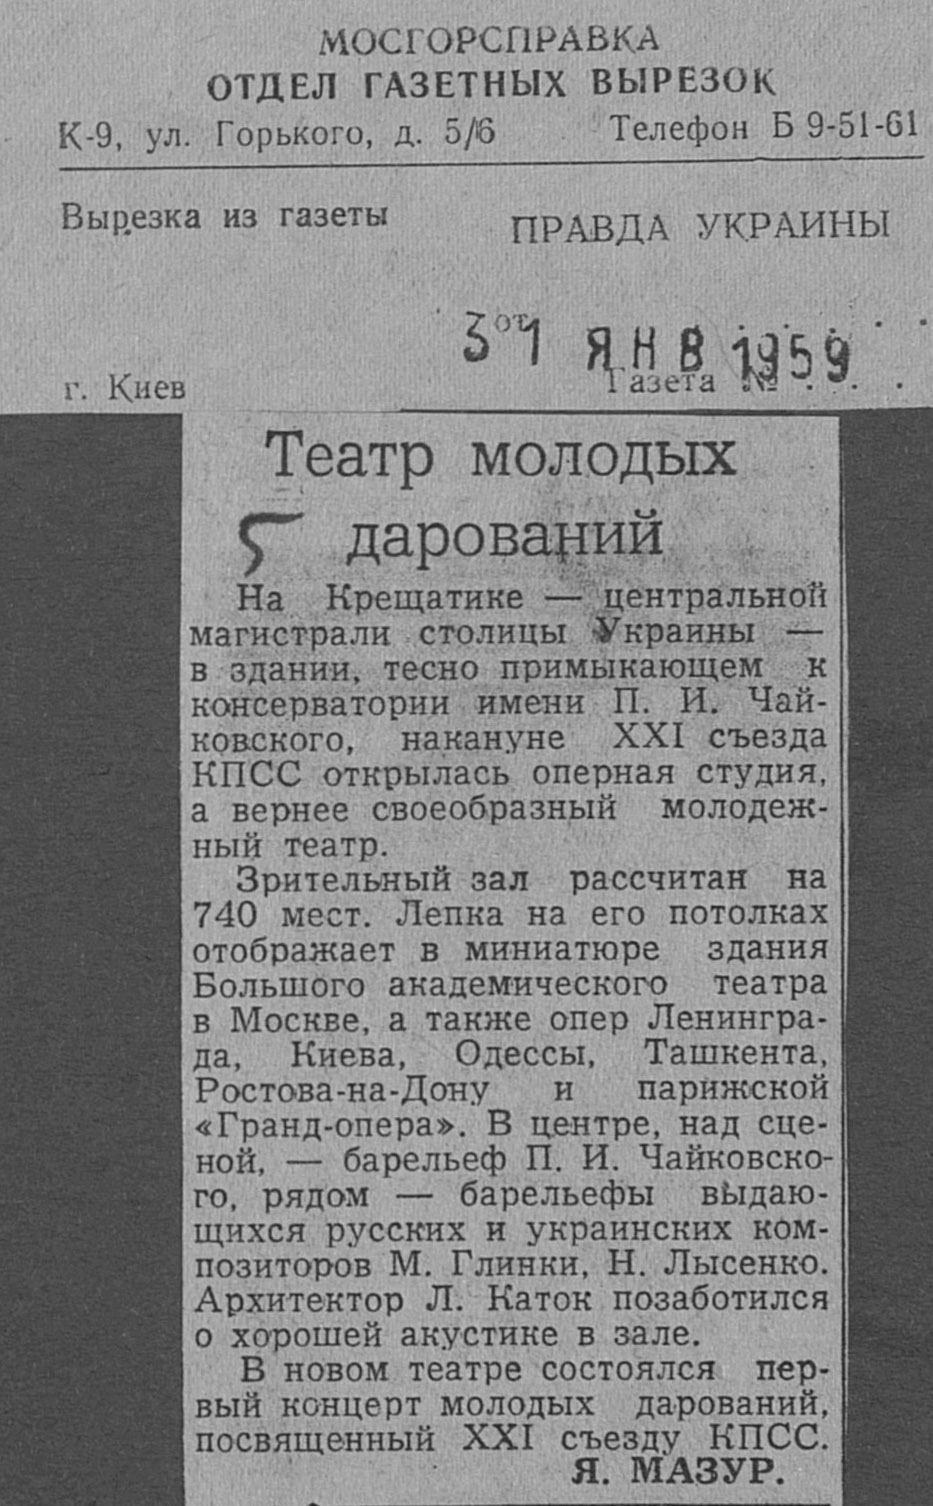 МОСГОРСПРАВКА
ОТДЕЛ ГАЗЕТНЫХ ВЫРЕЗОК
К-9, ул. Горького, д. 5/6 Телефон Б 9-51-61
Вырезка из газеты ПРАВДА УКРАИНЫ
от 31 ЯНВ 1959
г. Киев Газета № . . .
Театр молодых
5 дарований
На Крещатике — центральной
магистрали столицы Украины —
в здании, тесно примыкающем к
консерватории имени П. И. Чай-
ковского, накануне XXI съезда
КПСС открылась оперная студия,
а вернее своеобразный молодеж-
ный театр.
Зрительный зал рассчитан на
740 мест. Лепка на его потолках
отображает в миниатюре здания
Большого академического театра
в Москве, а также опер Ленингра-
да, Киева, Одессы, Ташкента,
Ростова-на-Дону и парижской
«Гранд-опера». В центре, над сце-
ной, — барельеф П. И. Чайковско-
го, рядом — барельефы выдаю-
щихся русских и украинских ком-
позиторов М. Глинки, Н. Лысенко.
Архитектор Л. Каток позаботился
о хорошей акустике в зале.
В новом театре состоялся пер-
вый концерт молодых дарований,
посвященный XXI съезду КПСС.
Я. МАЗУР.